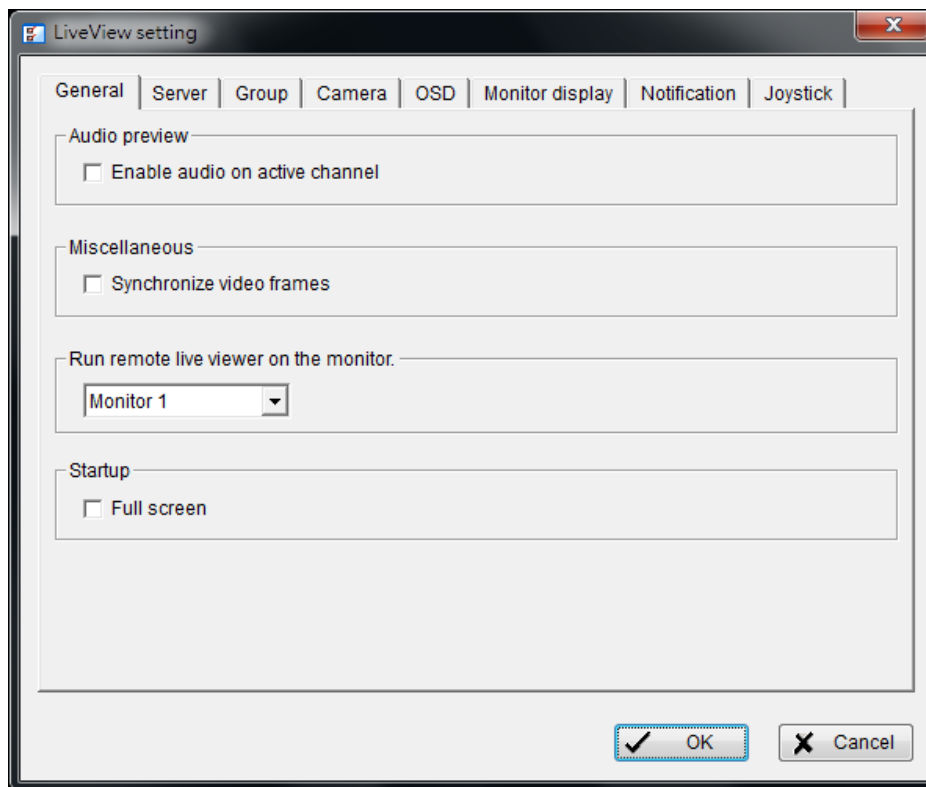 LiveView setting
General Server Group Camera OSD Monitor display Notification Joystick
Audio preview
Enable audio on active channel
Miscellaneous
Synchronize video frames
Run remote live viewer on the monitor.
Monitor 1
Startup
Full screen
OK Cancel